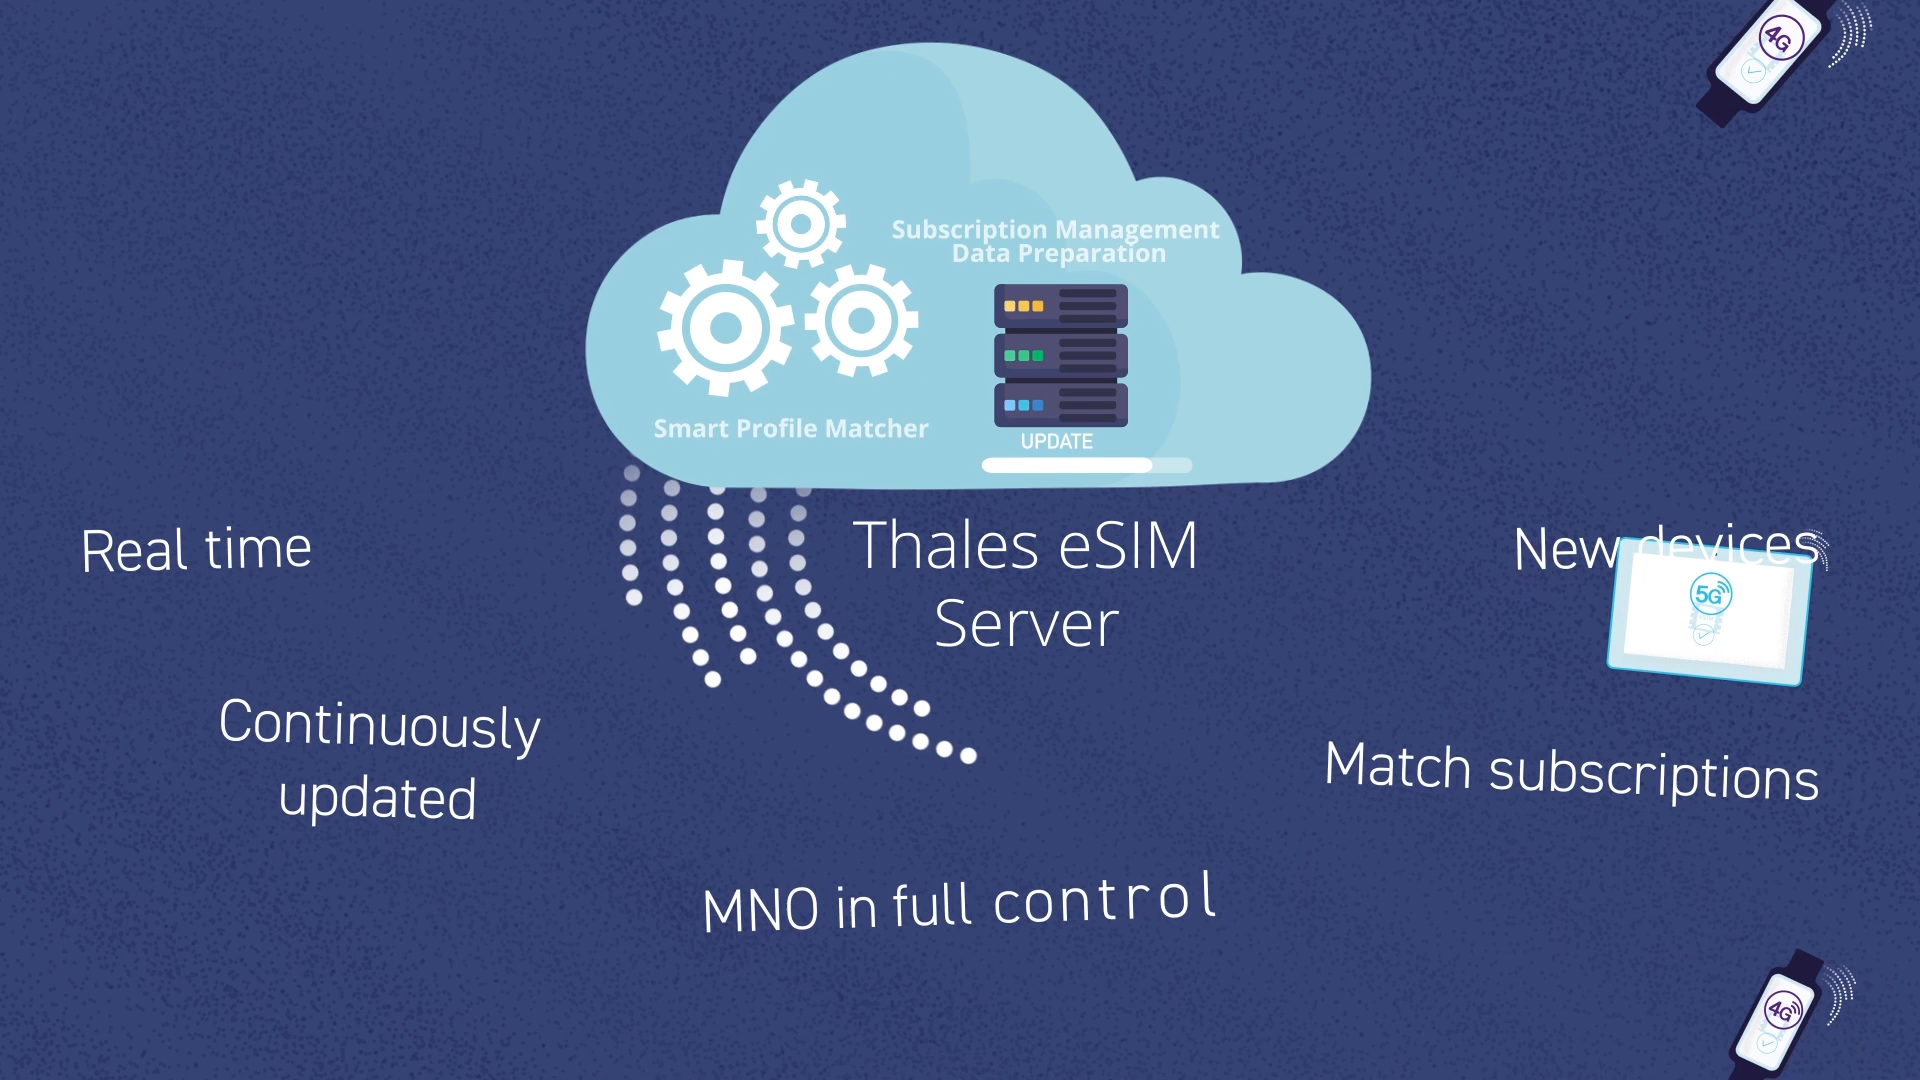 4G
Subscription Management
Data Preparation
Smart Profile Matcher
UPDATE
Thales eSIM
Server
Real time
New devices
5G
Continuously
updated
Match subscriptions
MNO in full control
4G